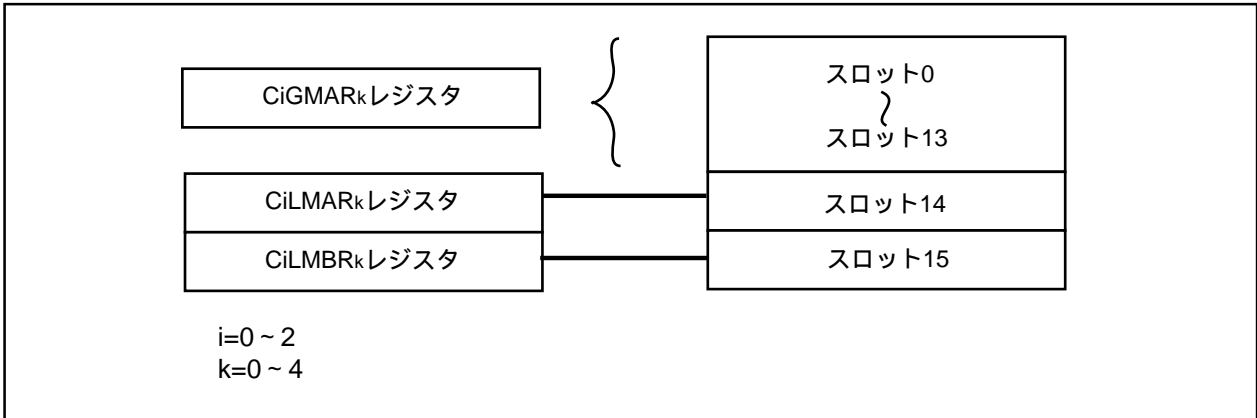 CiGMARkレジスタ
スロット0
～
スロット13
CiLMARkレジスタ
スロット14
CiLMBRkレジスタ
スロット15
i=0 ~ 2
k=0 ~ 4